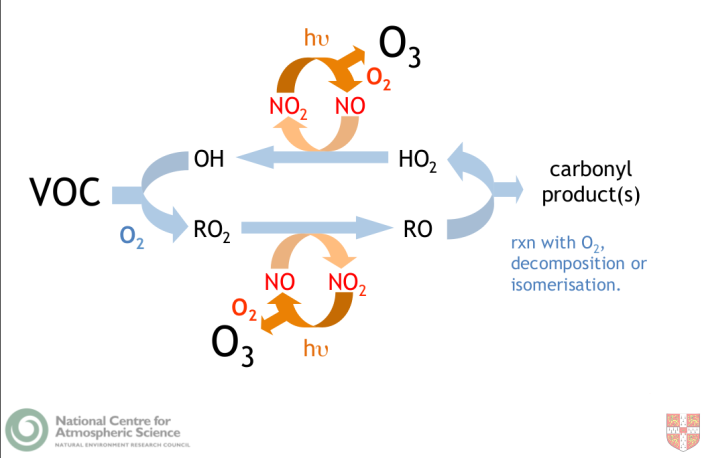 hυ
O₃
O₂
NO₂ NO
OH HO₂
VOC
carbonyl
product(s)
O₂
RO₂ RO
rxn with O₂,
decomposition or
isomerisation.
NO NO₂
O₂
O₃
hυ
National Centre for
Atmospheric Science
NATURAL ENVIRONMENT RESEARCH COUNCIL